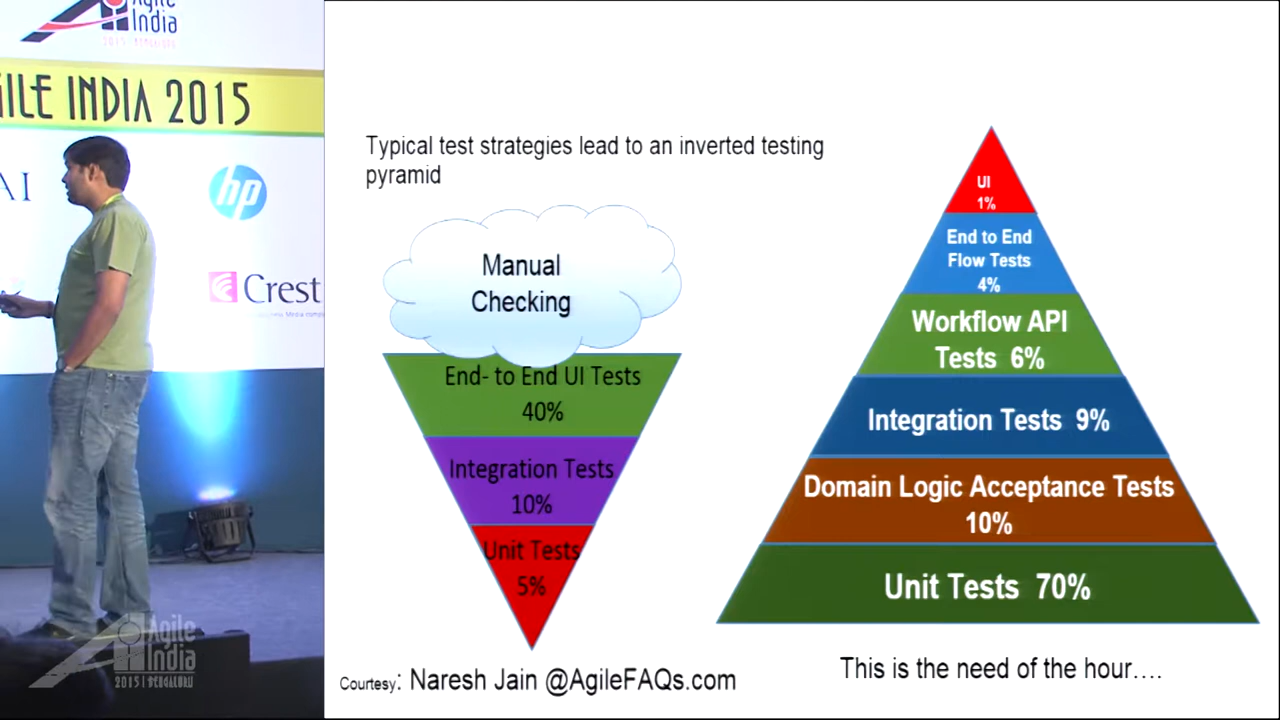 Agile
India
2015 BENGALURU
GILE INDIA 2015
AI
hp
Crest
Typical test strategies lead to an inverted testing
pyramid
Manual
Checking
End- to End UI Tests
40%
Integration Tests
10%
Unit Tests
5%
Courtesy: Naresh Jain @AgileFAQs.com
UI
1%
End to End
Flow Tests
4%
Workflow API
Tests 6%
Integration Tests 9%
Domain Logic Acceptance Tests
10%
Unit Tests 70%
This is the need of the hour....
Agile
India
2015 | BENGALURU